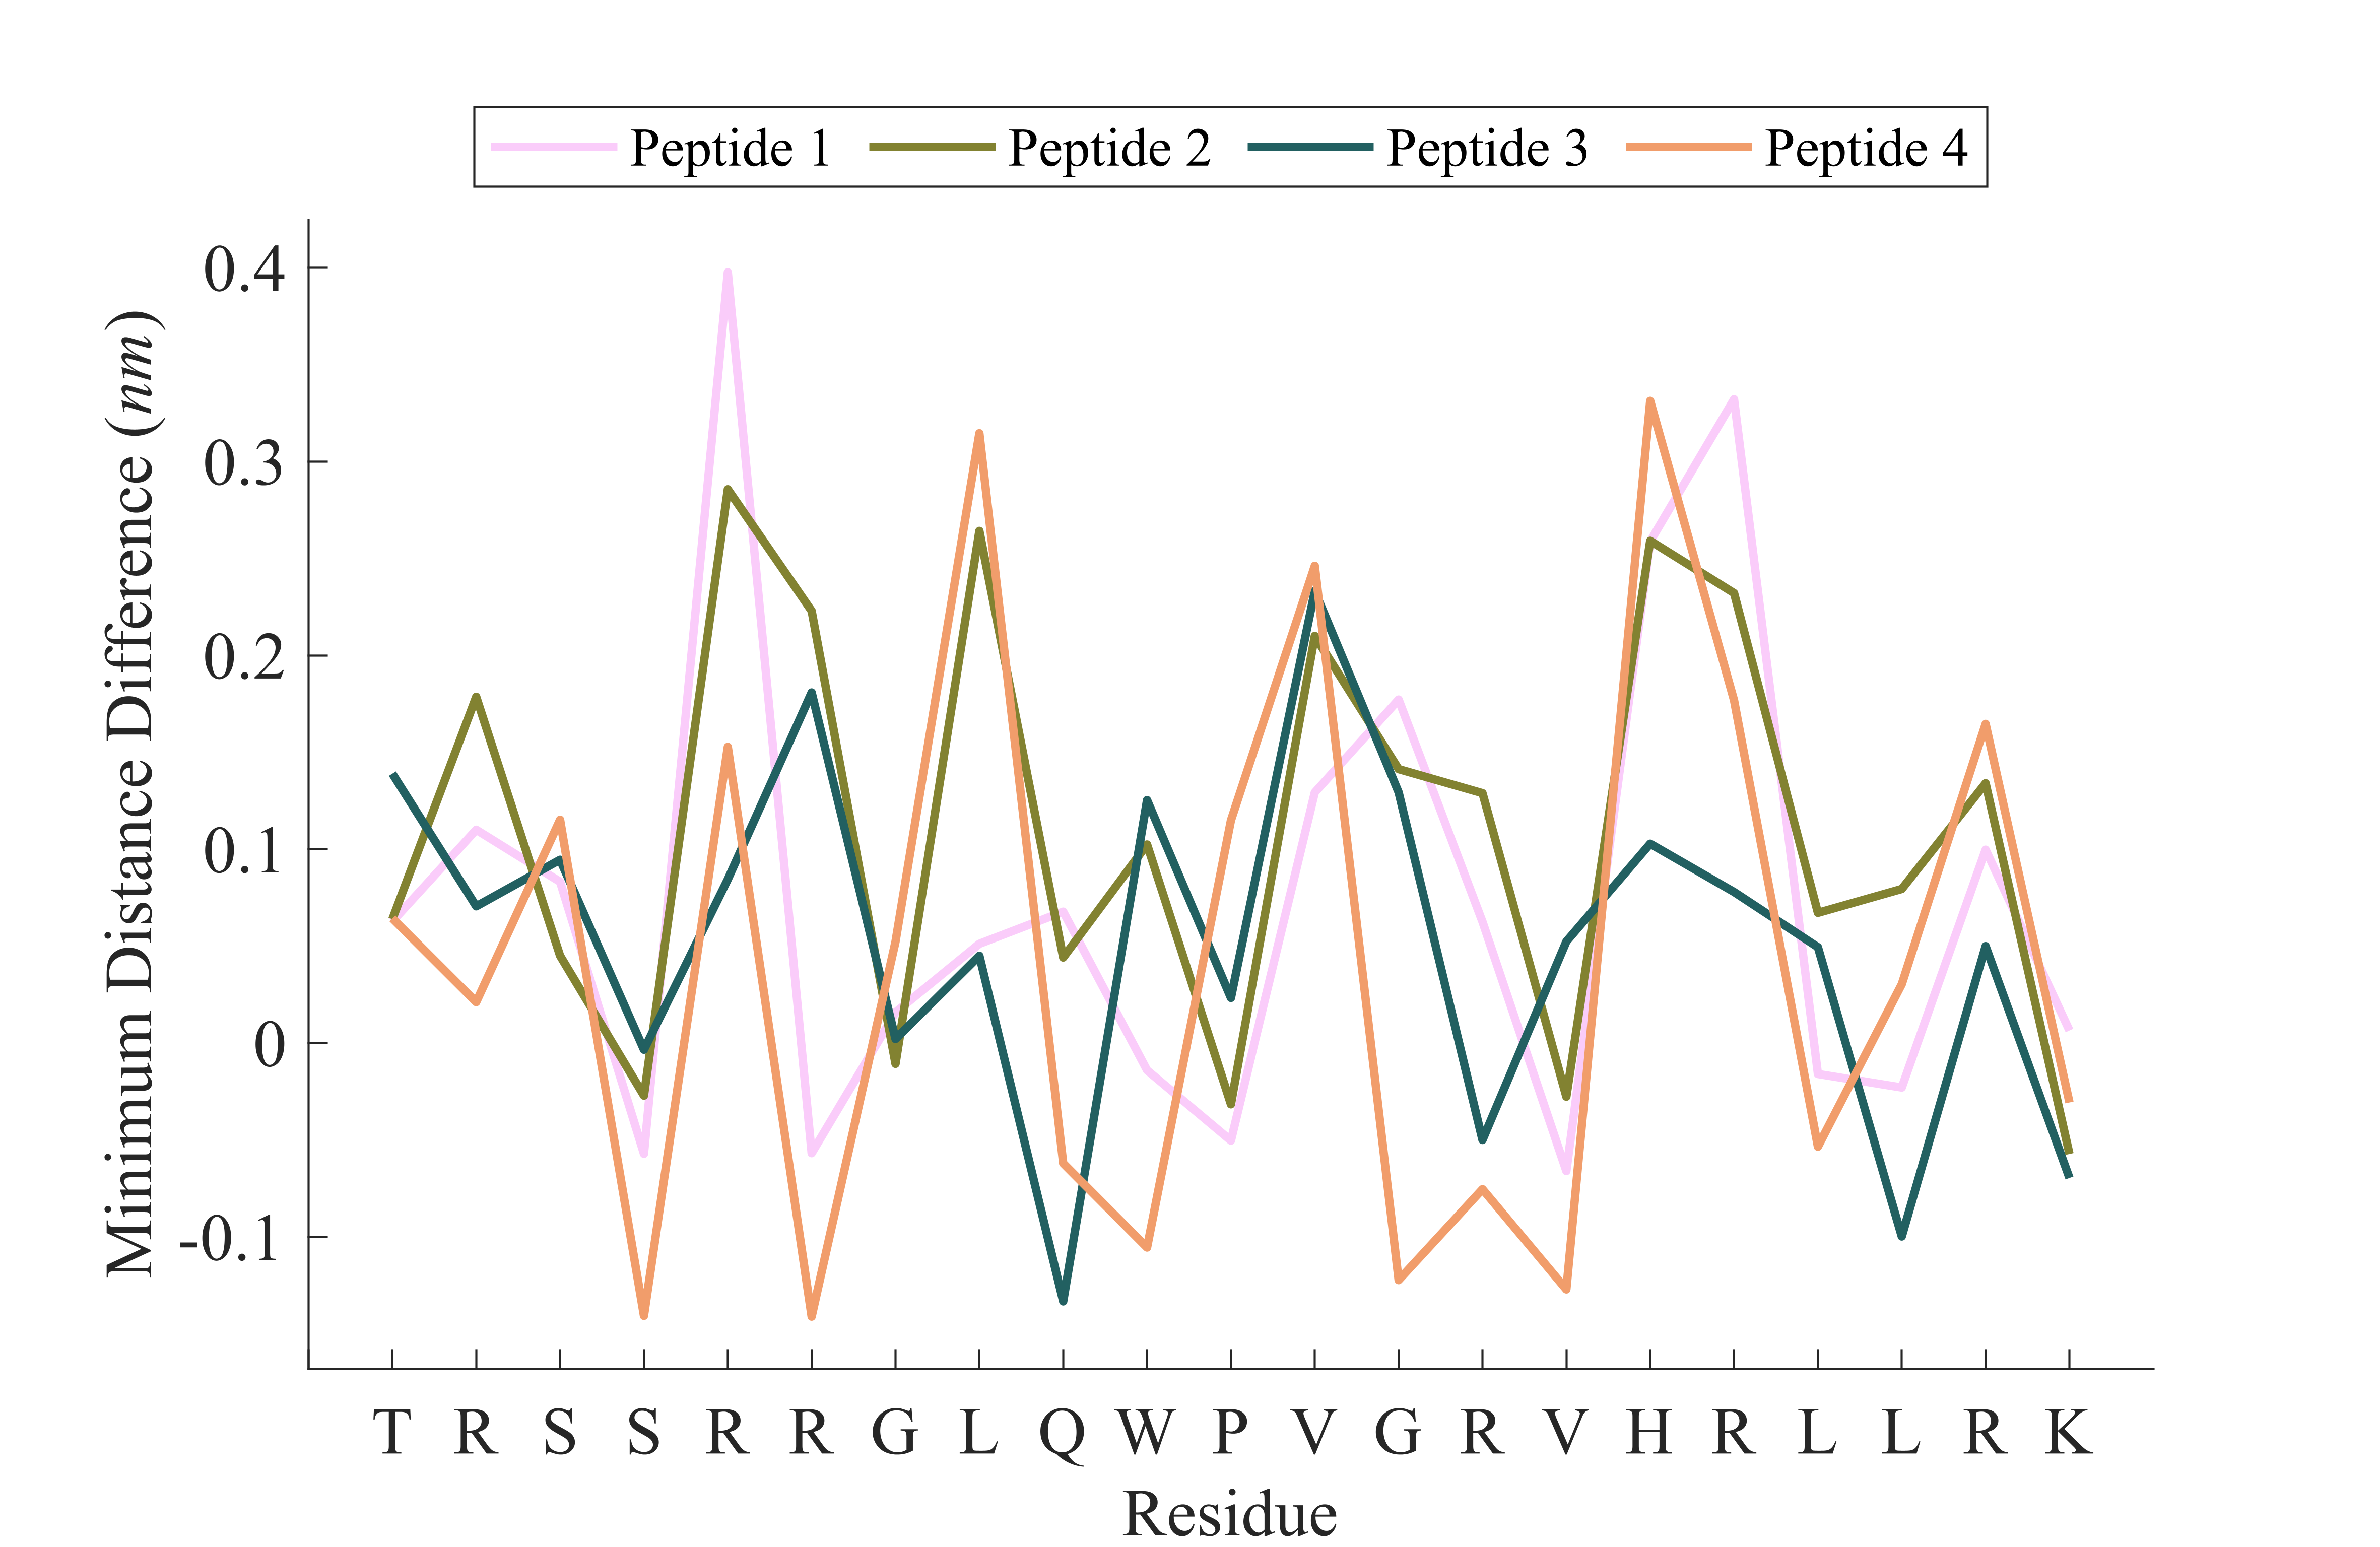 Peptide 1 Peptide 2 Peptide 3 Peptide 4
0.4
0.3
0.2
0.1
0
-0.1
Minimum Distance Difference (nm)
T R S S R R G L Q W P V G R V H R L L R K
Residue